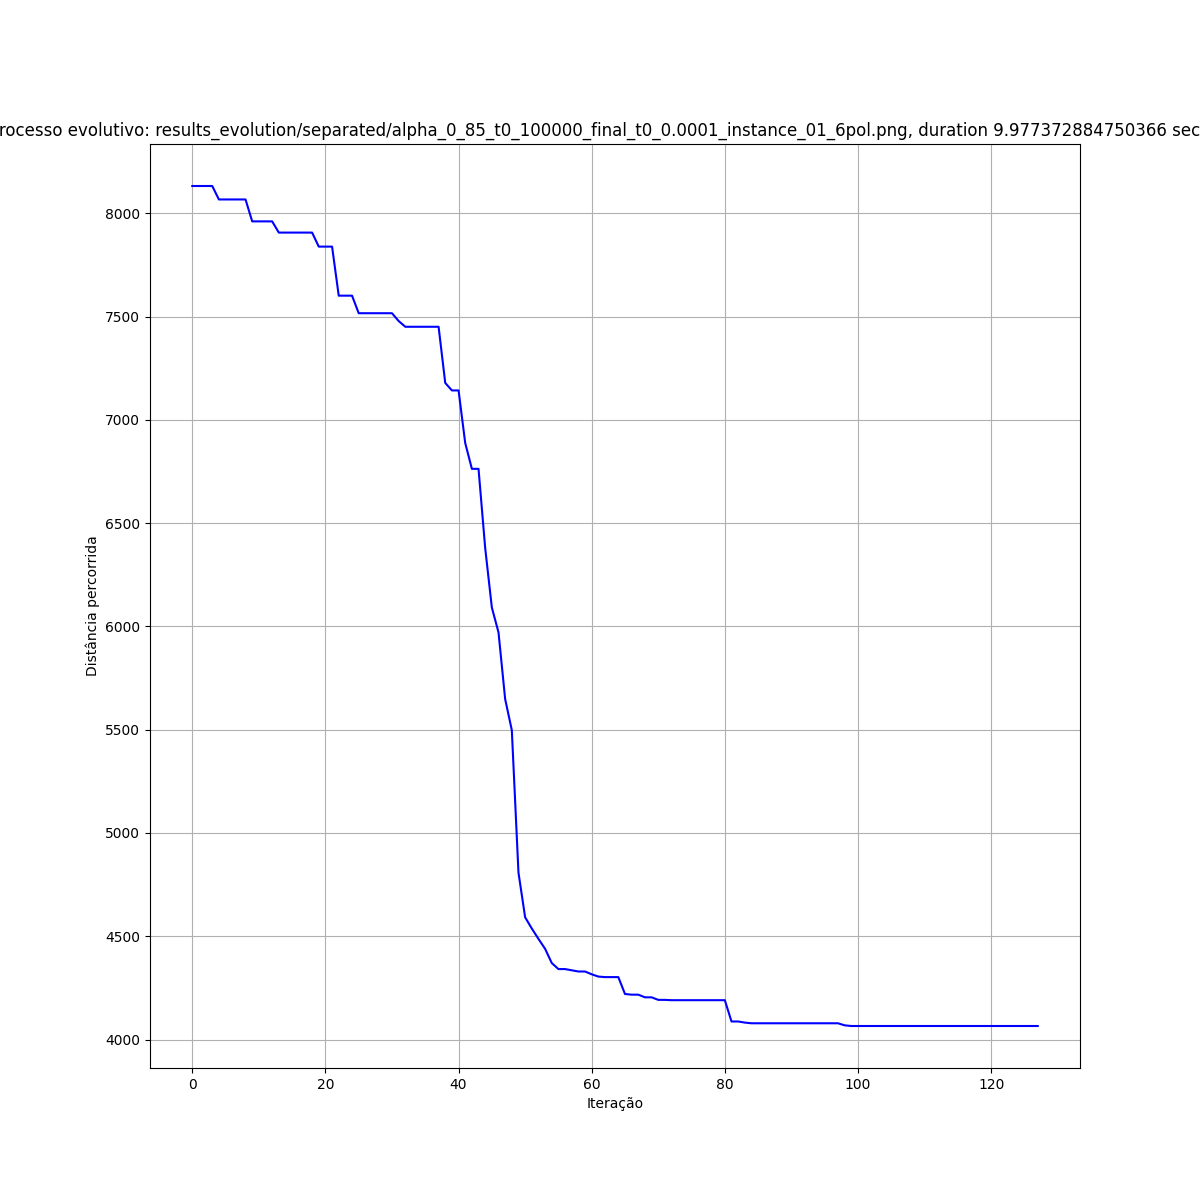 rocesso evolutivo: results_evolution/separated/alpha_0_85_t0_100000_final_t0_0.0001_instance_01_6pol.png, duration 9.977372884750366 sec
8000
7500
7000
6500
6000
5500
5000
4500
4000
Distância percorrida
0 20 40 60 80 100 120
Iteração